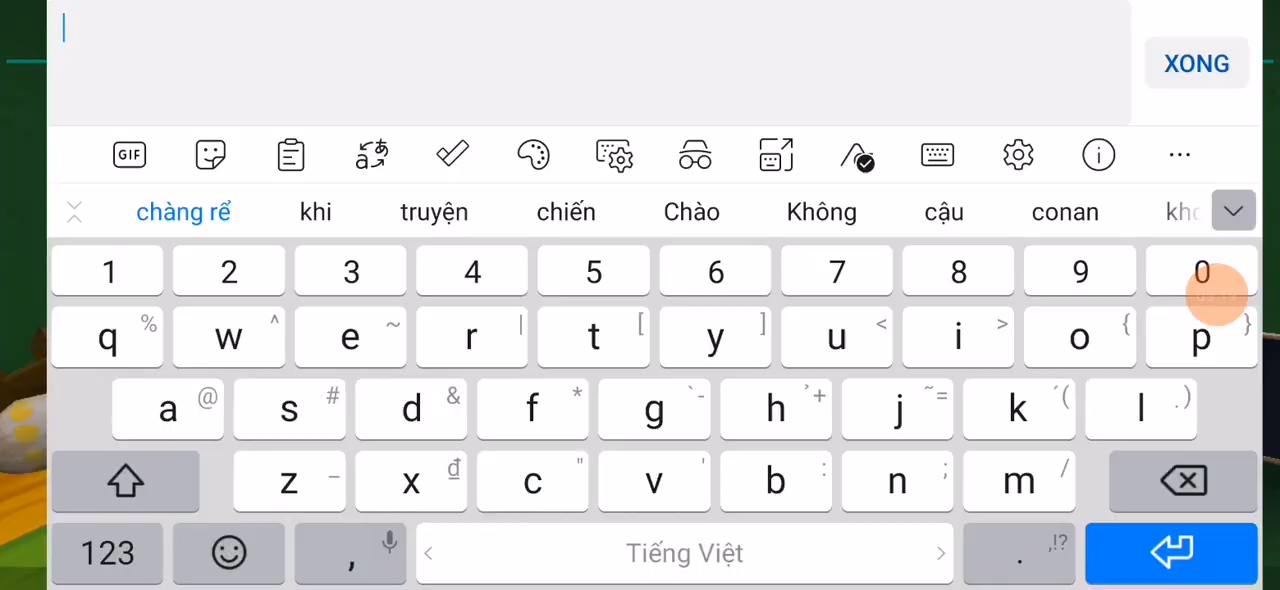 XONG
GIF
chàng rể khi truyện chiến Chào Không cậu conan
1 2 3 4 5 6 7 8 9 0
q % w ^ e ~ r | t [ y ] u < i > o { p }
a @ s # d & f * g ` - h ̉ + j ~ = k ´ ( l . )
z _ x ₫ c " v ' b : n ; m /
123 , < Tiếng Việt > . ,!?